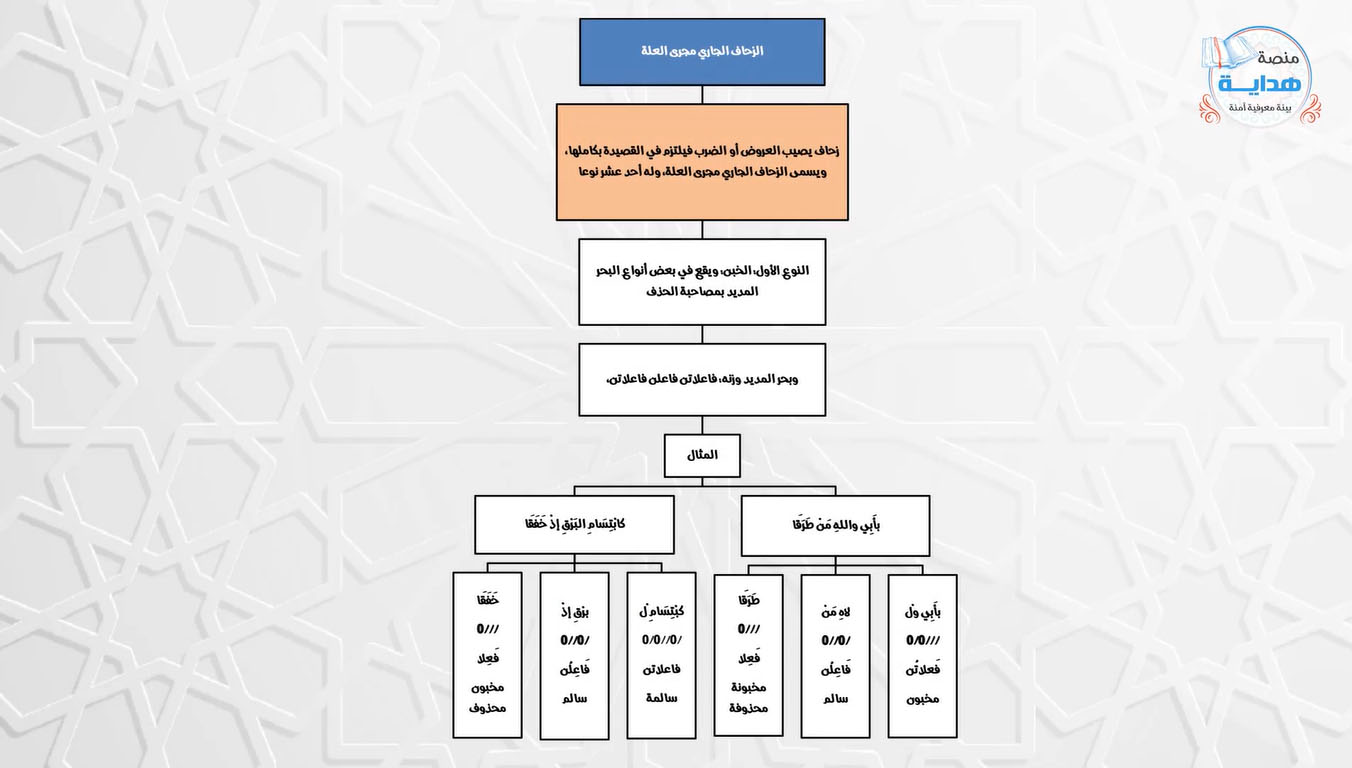 منصة
هداية
بيئة معرفية آمنة
الزحاف الجاري مجرى العلة
زحاف يصيب العروض أو الضرب فيلتزم في القصيدة بكاملها،
ويسمى الزحاف الجاري مجرى العلة، وله أحد عشر نوعا
النوع الأول: الخبن، ويقع في بعض أنواع البحر
المديد بمصاحبة الحذف
وبحر المديد وزنه: فاعلاتن فاعلن فاعلاتن،
المثال
بأَبِي واللهِ مَنْ طَرَقَا
كابْتِسَامِ البَرْقِ إذْ خَفَقَا
بأَبِي وَلْ
///0/0
فَعلاتُن
مخبون
لاهِ مَنْ
/0//0
فَاعِلُن
سالم
طَرَقَا
///0
فَعِلا
مخبونة
محذوفة
كَبْتِسَامِ لْ
/0//0/0
فاعلاتن
سالمة
برْقِ إذْ
/0//0
فَاعِلُن
سالم
خَفَقَا
///0
فَعِلا
مخبون
محذوف